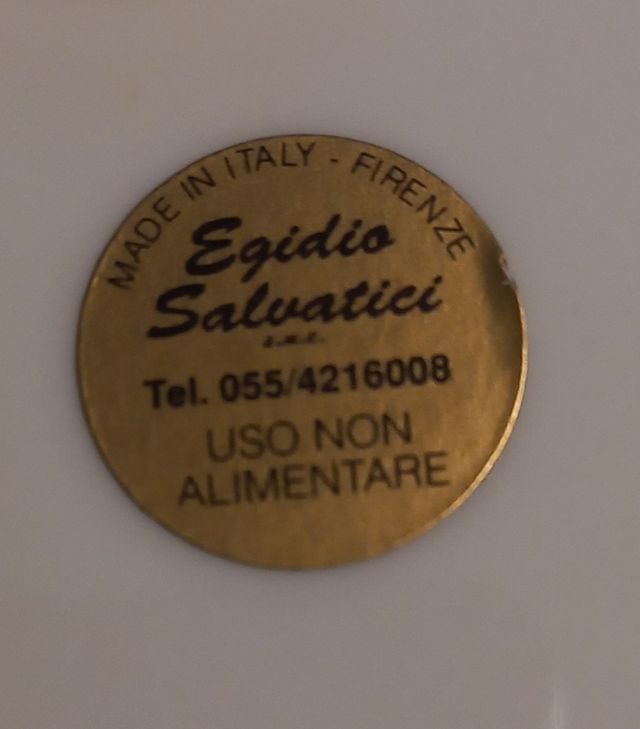 MADE IN ITALY - FIRENZE
Egidio
Salvatici
s.n.c.
Tel. 055/4216008
USO NON
ALIMENTARE